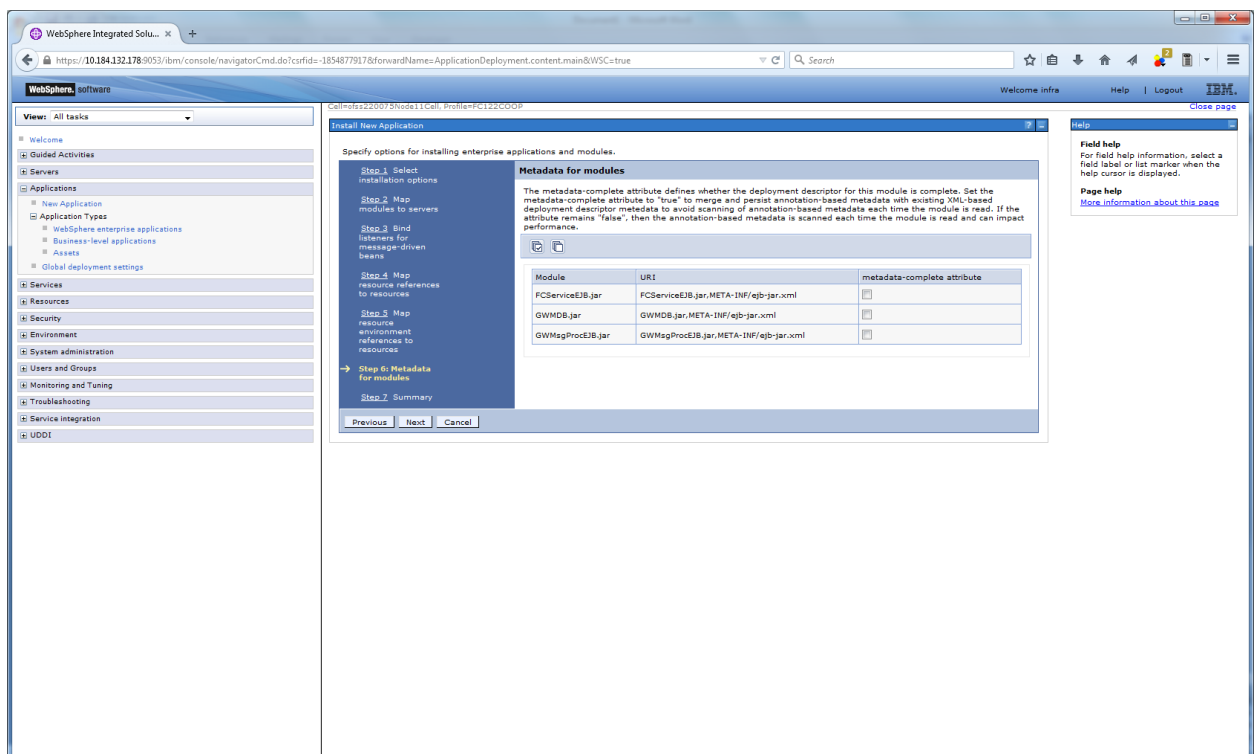 WebSphere Integrated Solu... × +
https://10.184.132.178:9053/ibm/console/navigatorCmd.do?csrfid=-1854877917&forwardName=ApplicationDeployment.content.main&WSC=true
Search
2
WebSphere. software
Welcome infra
Help | Logout
IBM.
Cell=ofss220075Node11Cell, Profile=FC122COOP
Close page
View: All tasks
Welcome
Guided Activities
Servers
Applications
New Application
Application Types
WebSphere enterprise applications
Business-level applications
Assets
Global deployment settings
Services
Resources
Security
Environment
System administration
Users and Groups
Monitoring and Tuning
Troubleshooting
Service integration
UDDI
Install New Application
?
Specify options for installing enterprise applications and modules.
Step 1 Select
installation options
Step 2 Map
modules to servers
Step 3 Bind
listeners for
message-driven
beans
Step 4 Map
resource references
to resources
Step 5 Map
resource
environment
references to
resources
Step 6: Metadata
for modules
Step 7 Summary
Metadata for modules
The metadata-complete attribute defines whether the deployment descriptor for this module is complete. Set the
metadata-complete attribute to "true" to merge and persist annotation-based metadata with existing XML-based
deployment descriptor metedata to avoid scanning of annotation-based metadata each time the module is read. If the
attribute remains "false", then the annotation-based metadata is scanned each time the module is read and can impact
performance.
Module URI metadata-complete attribute
FCServiceEJB.jar FCServiceEJB.jar,META-INF/ejb-jar.xml
GWMDB.jar GWMDB.jar,META-INF/ejb-jar.xml
GWMsgProcEJB.jar GWMsgProcEJB.jar,META-INF/ejb-jar.xml
Previous Next Cancel
Help
Field help
For field help information, select a
field label or list marker when the
help cursor is displayed.
Page help
More information about this page